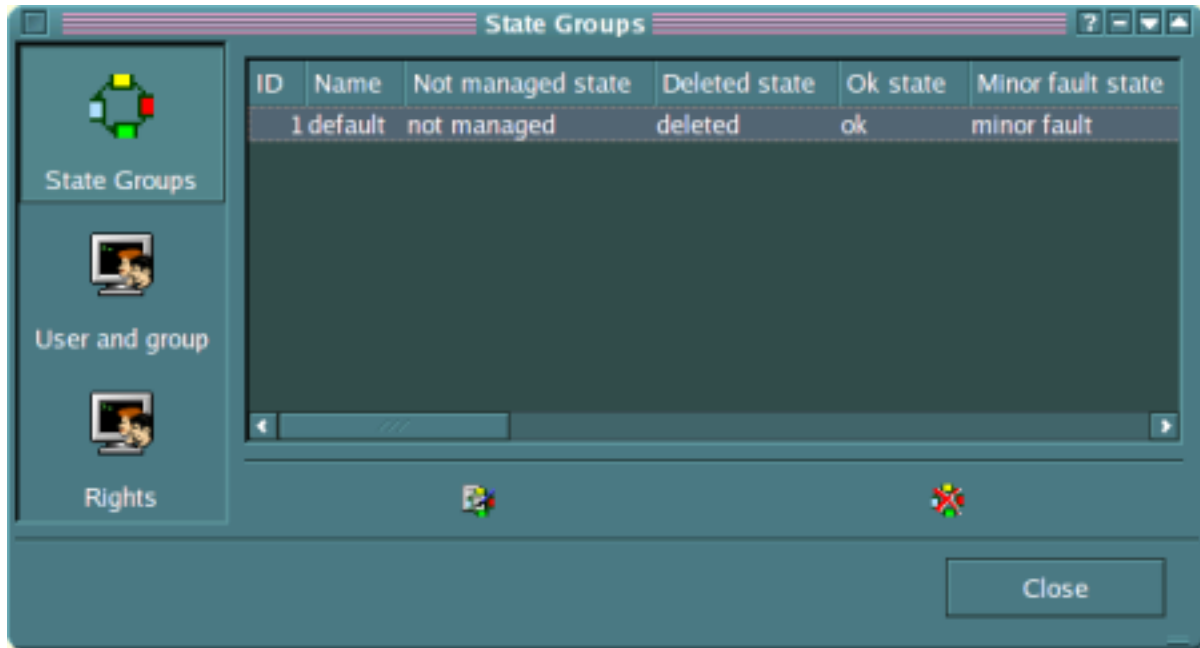 State Groups
ID Name Not managed state Deleted state Ok state Minor fault state
1 default not managed deleted ok minor fault
State Groups
User and group
Rights
Close